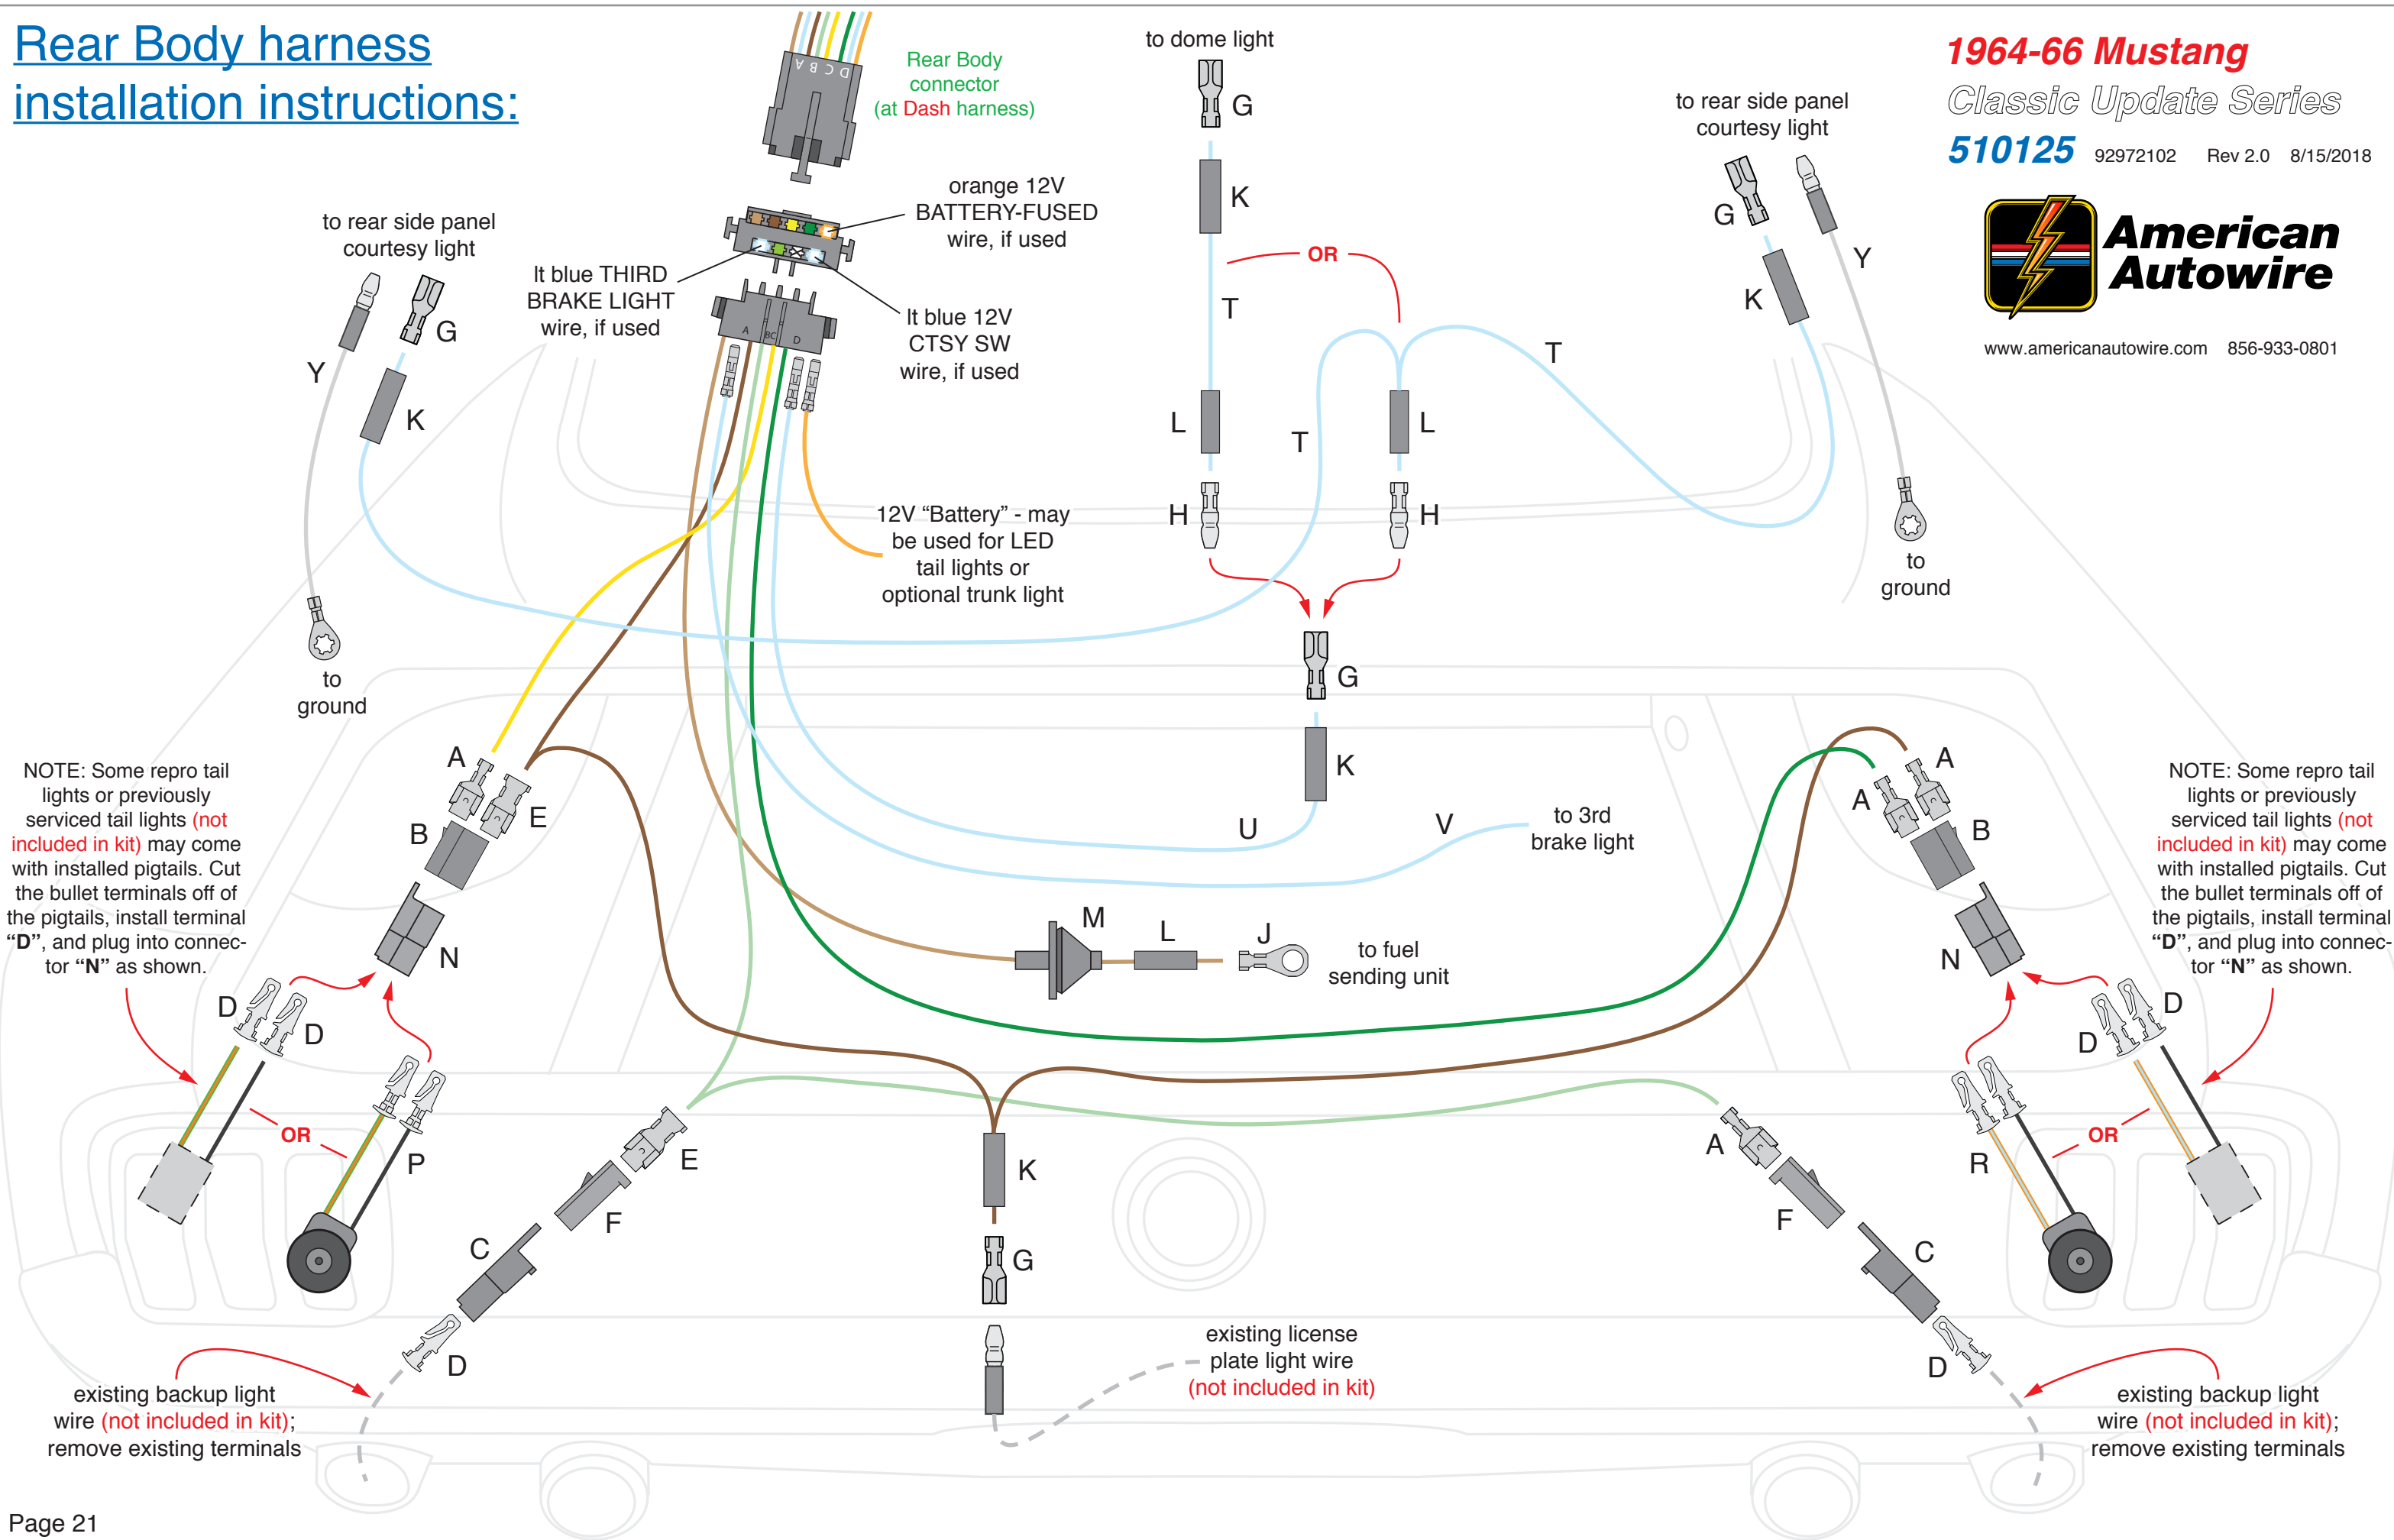 Rear Body harness
installation instructions:
1964-66 Mustang
Classic Update Series
510125 92972102 Rev 2.0 8/15/2018
American
Autowire
www.americanautowire.com 856-933-0801
A B C D
Rear Body
connector
(at Dash harness)
to dome light
G
K
T
L
H
OR
T
L
H
T
G
K
to rear side panel
courtesy light
G
K
Y
to
ground
to rear side panel
courtesy light
Y
G
K
to
ground
orange 12V
BATTERY-FUSED
wire, if used
lt blue THIRD
BRAKE LIGHT
wire, if used
lt blue 12V
CTSY SW
wire, if used
A BC D
12V “Battery” - may
be used for LED
tail lights or
optional trunk light
U
V
to 3rd
brake light
M
L
J
to fuel
sending unit
NOTE: Some repro tail
lights or previously
serviced tail lights (not
included in kit) may come
with installed pigtails. Cut
the bullet terminals off of
the pigtails, install terminal
“D”, and plug into connec-
tor “N” as shown.
A
E
B
N
D
D
OR
P
E
F
C
D
existing backup light
wire (not included in kit);
remove existing terminals
K
G
existing license
plate light wire
(not included in kit)
NOTE: Some repro tail
lights or previously
serviced tail lights (not
included in kit) may come
with installed pigtails. Cut
the bullet terminals off of
the pigtails, install terminal
“D”, and plug into connec-
tor “N” as shown.
A
A
B
N
D
D
OR
R
A
F
C
D
existing backup light
wire (not included in kit);
remove existing terminals
Page 21